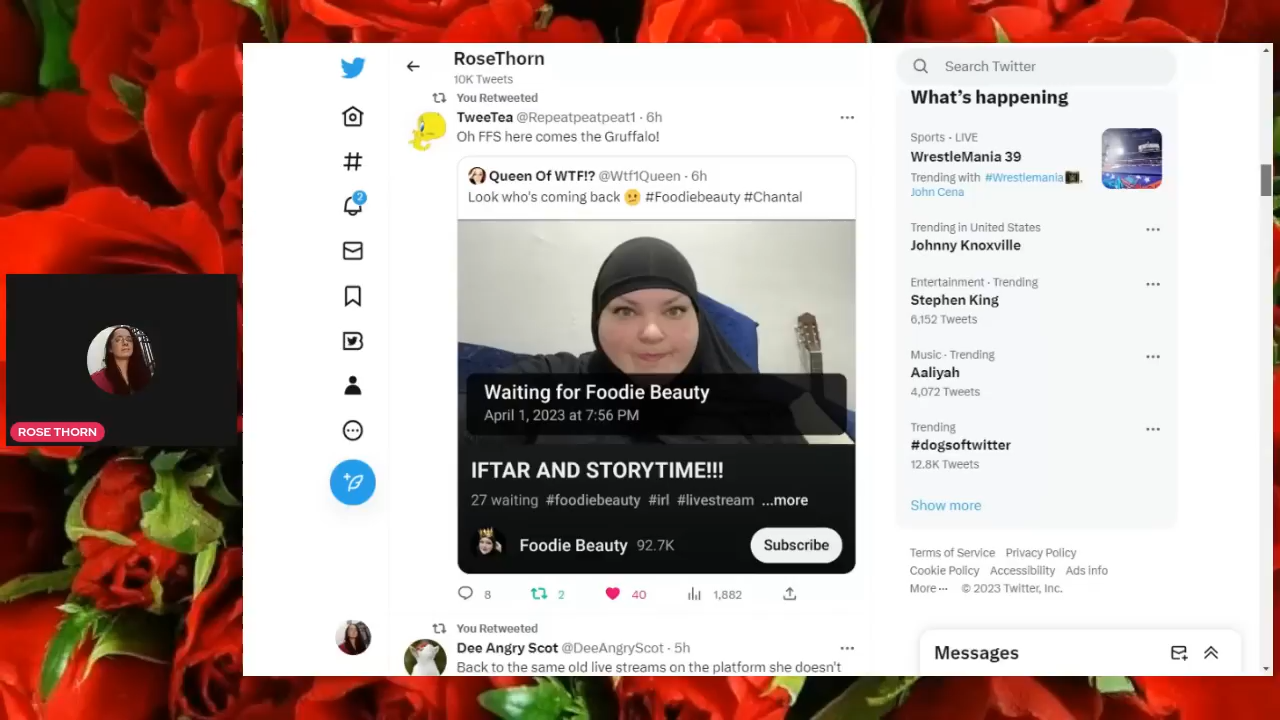 ROSE THORN
RoseThorn
10K Tweets
You Retweeted
TweeTea @Repeatpeatpeat1 · 6h
Oh FFS here comes the Gruffalo!
Queen Of WTF!? @Wtf1Queen · 6h
Look who's coming back 🤨 #Foodiebeauty #Chantal
Waiting for Foodie Beauty
April 1, 2023 at 7:56 PM
IFTAR AND STORYTIME!!!
27 waiting #foodiebeauty #irl #livestream ...more
Foodie Beauty 92.7K
Subscribe
8 2 40 1,882
You Retweeted
Dee Angry Scot @DeeAngryScot · 5h
Back to the same old live streams on the platform she doesn't
2
Search Twitter
What's happening
Sports · LIVE
WrestleMania 39
Trending with #Wrestlemania,
John Cena
Trending in United States
Johnny Knoxville
Entertainment · Trending
Stephen King
6,152 Tweets
Music · Trending
Aaliyah
4,072 Tweets
Trending
#dogsoftwitter
12.8K Tweets
Show more
Terms of Service Privacy Policy
Cookie Policy Accessibility Ads info
More ··· © 2023 Twitter, Inc.
Messages